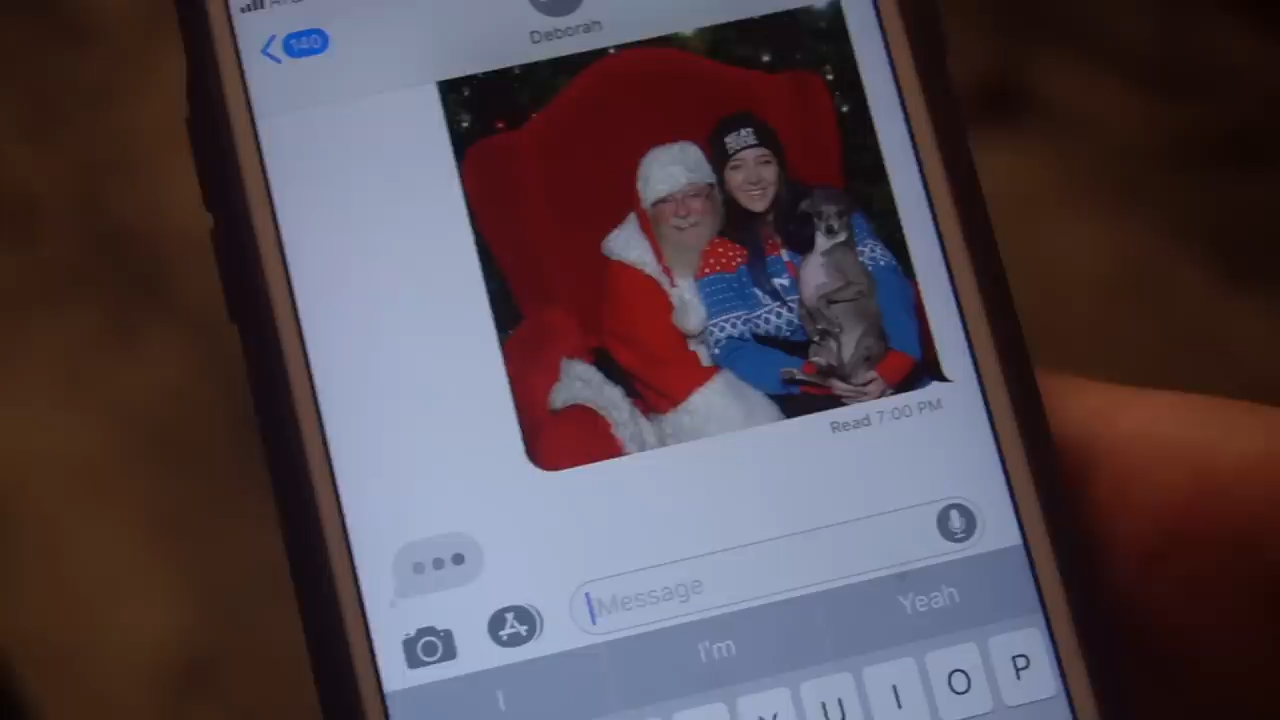 140
Deborah
Read 7:00 PM
Message
I
I'm
Yeah
Y U I O P